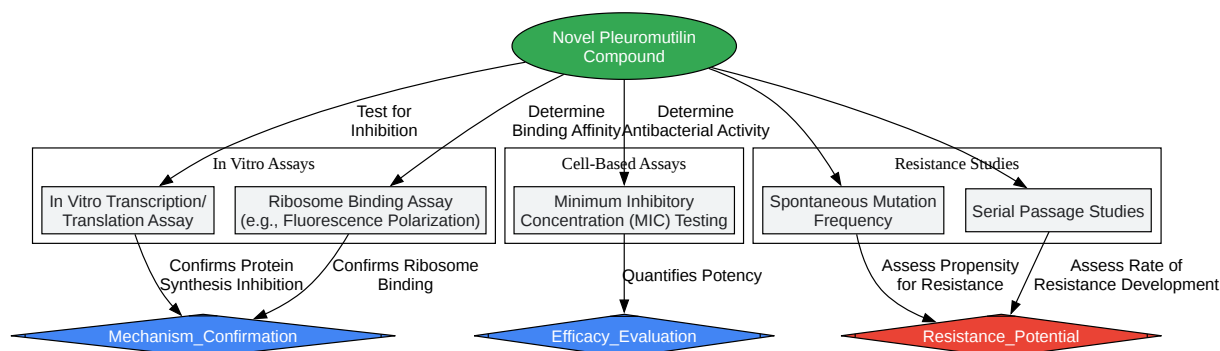 Novel Pleuromutilin
Compound
Test for
Inhibition
Determine
Binding Affinity
Determine
Antibacterial Activity
In Vitro Assays
Cell-Based Assays
Resistance Studies
In Vitro Transcription/
Translation Assay
Ribosome Binding Assay
(e.g., Fluorescence Polarization)
Minimum Inhibitory
Concentration (MIC) Testing
Spontaneous Mutation
Frequency
Serial Passage Studies
Confirms Protein
Synthesis Inhibition
Confirms Ribosome
Binding
Quantifies Potency
Assess Propensity
for Resistance
Assess Rate of
Resistance Development
Mechanism_Confirmation
Efficacy_Evaluation
Resistance_Potential